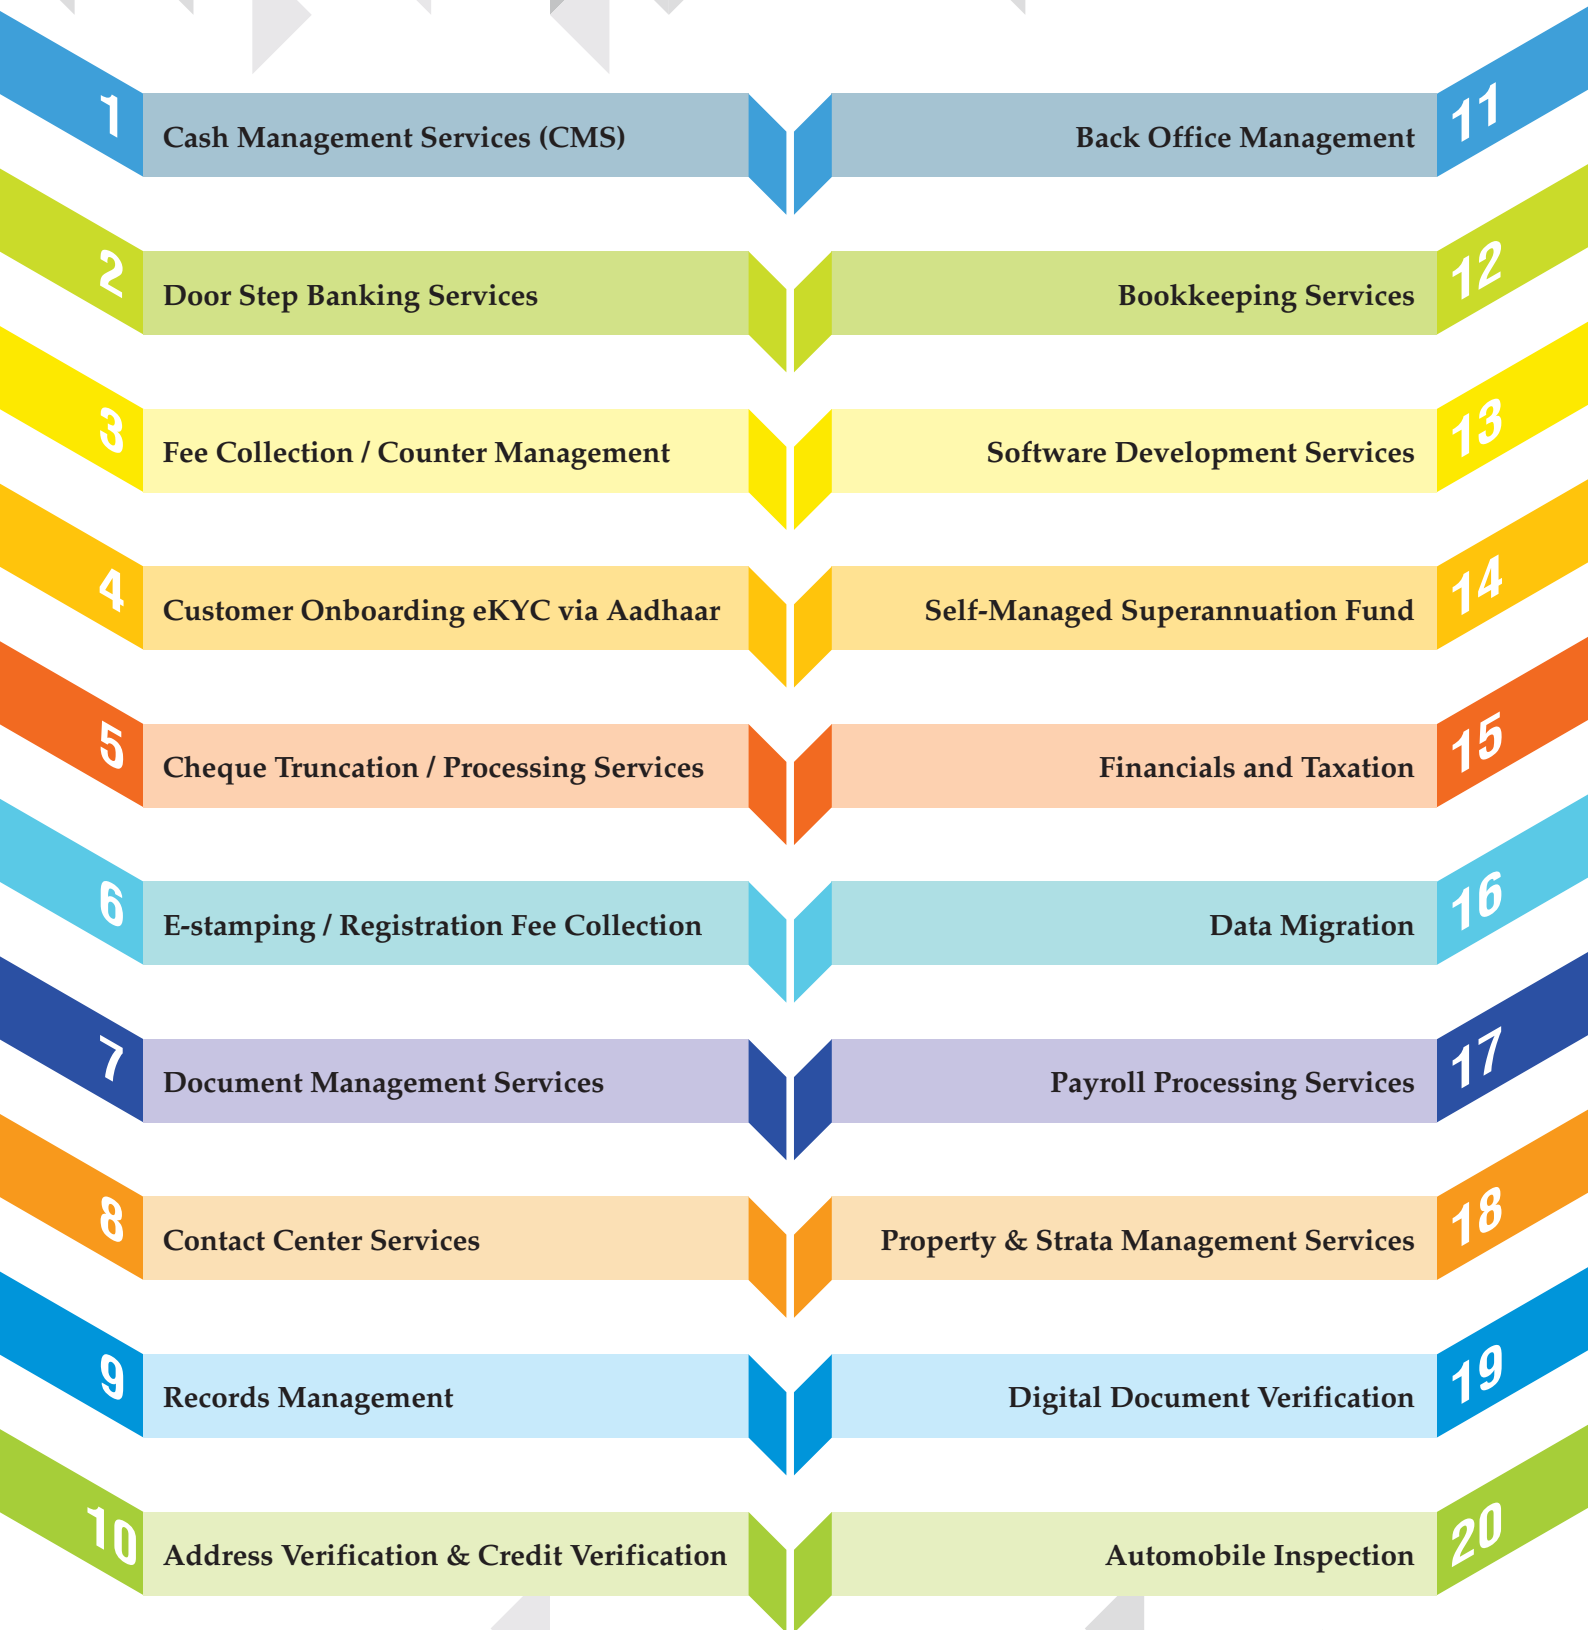 1
Cash Management Services (CMS)
2
Door Step Banking Services
3
Fee Collection / Counter Management
4
Customer Onboarding eKYC via Aadhaar
5
Cheque Truncation / Processing Services
6
E-stamping / Registration Fee Collection
7
Document Management Services
8
Contact Center Services
9
Records Management
10
Address Verification & Credit Verification
11
Back Office Management
12
Bookkeeping Services
13
Software Development Services
14
Self-Managed Superannuation Fund
15
Financials and Taxation
16
Data Migration
17
Payroll Processing Services
18
Property & Strata Management Services
19
Digital Document Verification
20
Automobile Inspection